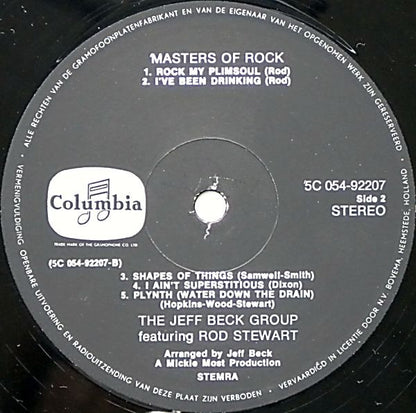 ALLE RECHTEN VAN DE GRAMOFOONPLATENFABRIKANT EN VAN DE EIGENAAR VAN HET OPGENOMEN WERK ZIJN GERESERVEERD
'MASTERS OF ROCK
1. ROCK MY PLIMSOUL (Rod)
2. I'VE BEEN DRINKING (Rod)
Columbia
TRADE MARK OF THE GRAMOPHONE CO. LTD
5C 054-92207
Side 2
STEREO
(5C 054-92207-B)
3. SHAPES OF THINGS (Samwell-Smith)
4. I AIN'T SUPERSTITIOUS (Dixon)
5. PLYNTH (WATER DOWN THE DRAIN)
(Hopkins-Wood-Stewart)
THE JEFF BECK GROUP
featuring ROD STEWART
Arranged by Jeff Beck
A Mickie Most Production
STEMRA
VERMENIGVULDIGING OPENBARE UITVOERING EN RADIOUITZENDING VAN DEZE PLAAT ZIJN VERBODEN
VERVAARDIGD IN LICENTIE DOOR N.V. BOVEMA, HEEMSTEDE, HOLLAND